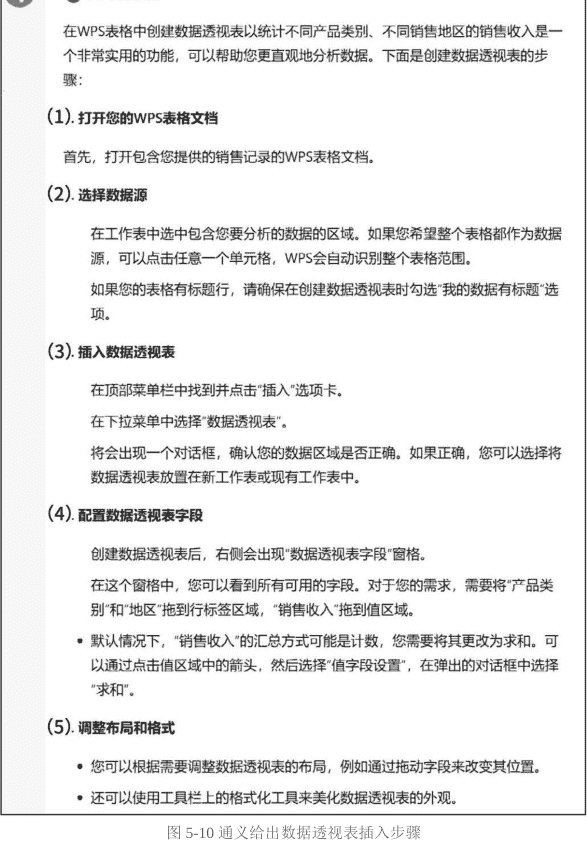 在WPS表格中创建数据透视表以统计不同产品类别、不同销售地区的销售收入是一
个非常实用的功能，可以帮助您更直观地分析数据。下面是创建数据透视表的步
骤：
(1). 打开您的WPS表格文档
首先，打开包含您提供的销售记录的WPS表格文档。
(2). 选择数据源
在工作表中选中包含您要分析的数据的区域。如果您希望整个表格都作为数据
源，可以点击任意一个单元格，WPS会自动识别整个表格范围。
如果您的表格有标题行，请确保在创建数据透视表时勾选"我的数据有标题"选
项。
(3). 插入数据透视表
在顶部菜单栏中找到并点击"插入"选项卡。
在下拉菜单中选择"数据透视表"。
将会出现一个对话框，确认您的数据区域是否正确。如果正确，您可以选择将
数据透视表放置在新工作表或现有工作表中。
(4). 配置数据透视表字段
创建数据透视表后，右侧会出现"数据透视表字段"窗格。
在这个窗格中，您可以看到所有可用的字段。对于您的需求，需要将"产品类
别"和"地区"拖到行标签区域，"销售收入"拖到值区域。
• 默认情况下，"销售收入"的汇总方式可能是计数，您需要将其更改为求和。可
以通过点击值区域中的箭头，然后选择"值字段设置"，在弹出的对话框中选择
"求和"。
(5). 调整布局和格式
• 您可以根据需要调整数据透视表的布局，例如通过拖动字段来改变其位置。
• 还可以使用工具栏上的格式化工具来美化数据透视表的外观。
图 5-10 通义给出数据透视表插入步骤